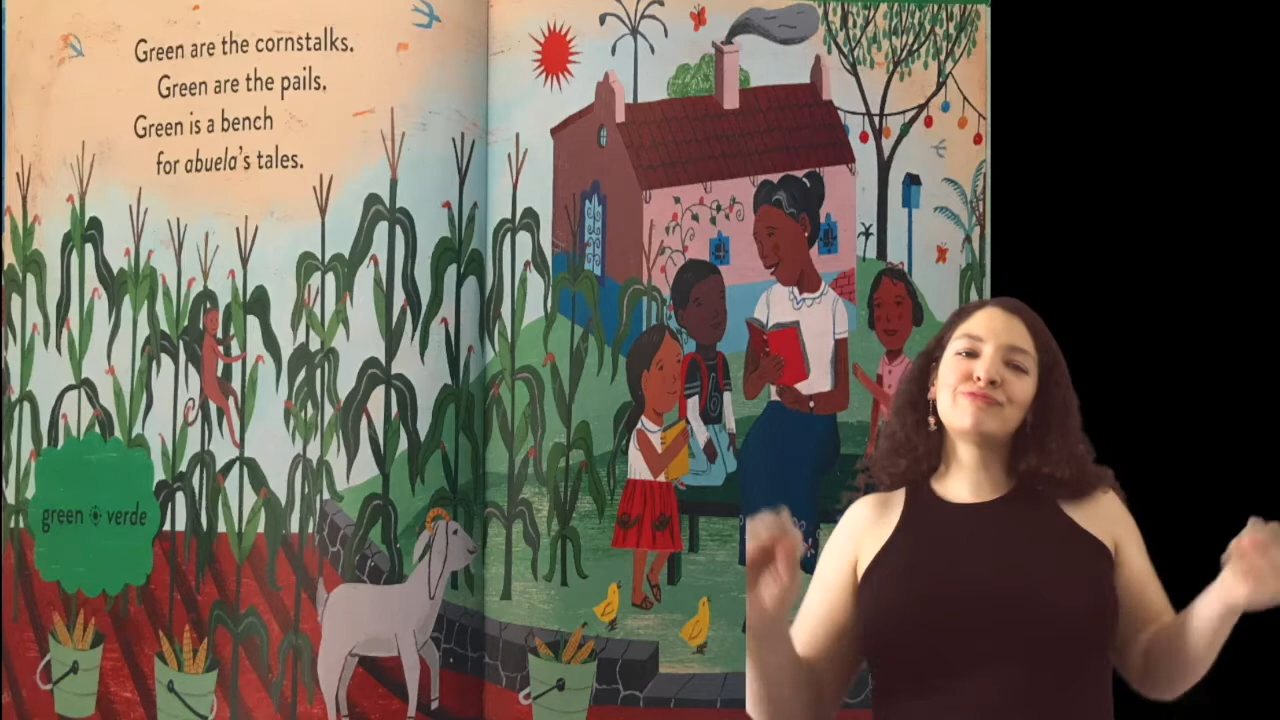 Green are the cornstalks.
Green are the pails,
Green is a bench
for abuela's tales.
green verde